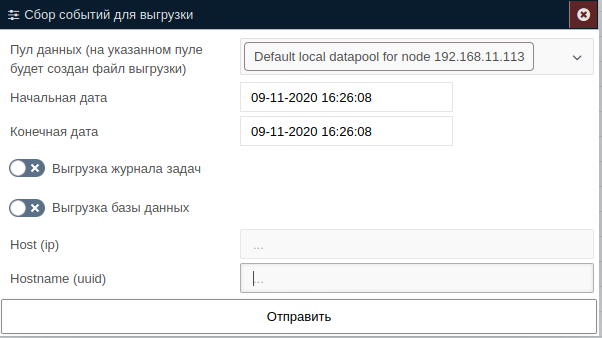 Сбор событий для выгрузки
Пул данных (на указанном пуле
будет создан файл выгрузки)
Default local datapool for node 192.168.11.113
Начальная дата
09-11-2020 16:26:08
Конечная дата
09-11-2020 16:26:08
Выгрузка журнала задач
Выгрузка базы данных
Host (ip)
...
Hostname (uuid)
...
Отправить